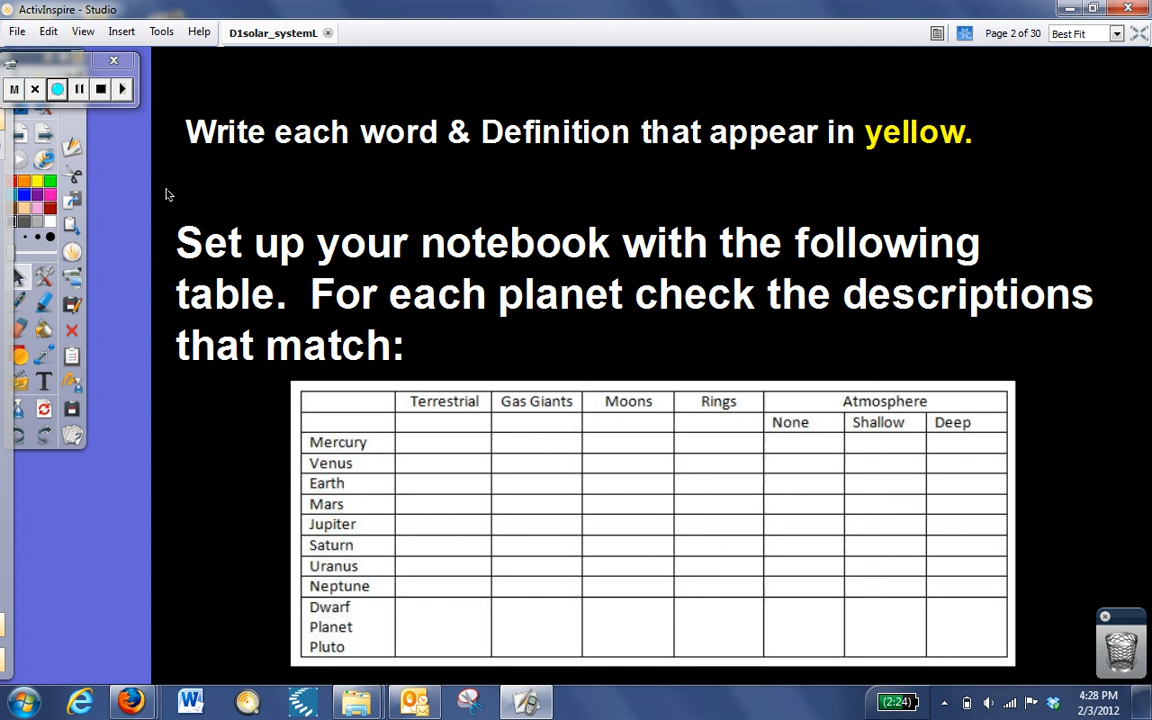 ActivInspire - Studio
File Edit View Insert Tools Help D1solar_systemL Page 2 of 30 Best Fit
M
Write each word & Definition that appear in yellow.
Set up your notebook with the following
table. For each planet check the descriptions
that match:
Terrestrial Gas Giants Moons Rings Atmosphere
None Shallow Deep
Mercury
Venus
Earth
Mars
Jupiter
Saturn
Uranus
Neptune
Dwarf
Planet
Pluto
(2:24) 4:28 PM
2/3/2012